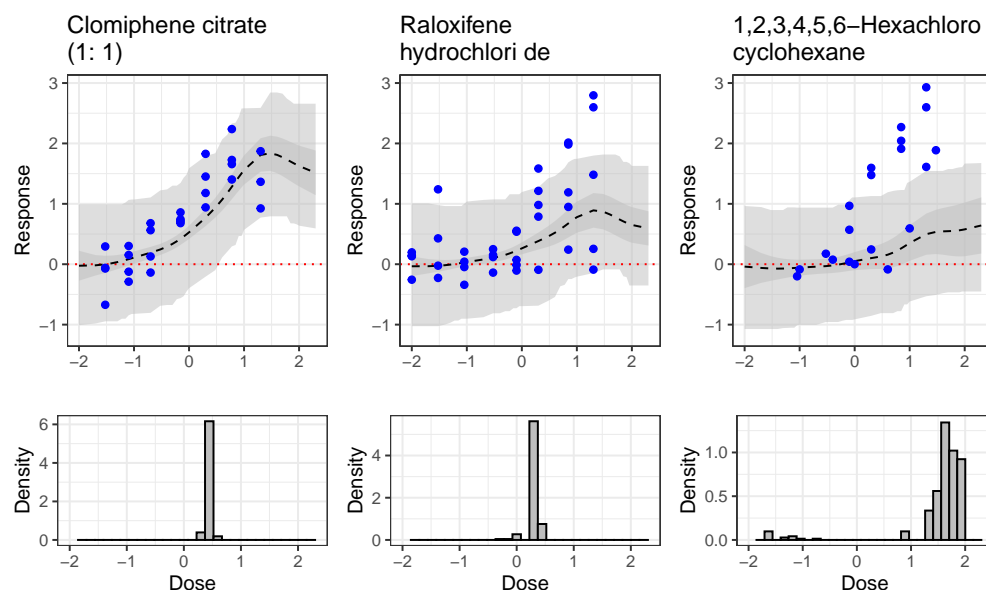 Clomiphene citrate
(1: 1)
3
2
1
0
−1
Response
−2 −1 0 1 2
Raloxifene
hydrochlori de
3
2
1
0
−1
Response
−2 −1 0 1 2
1,2,3,4,5,6−Hexachloro
cyclohexane
3
2
1
0
−1
Response
−2 −1 0 1 2
6
4
2
0
Density
−2 −1 0 1 2
Dose
4
2
0
Density
−2 −1 0 1 2
Dose
1.0
0.5
0.0
Density
−2 −1 0 1 2
Dose